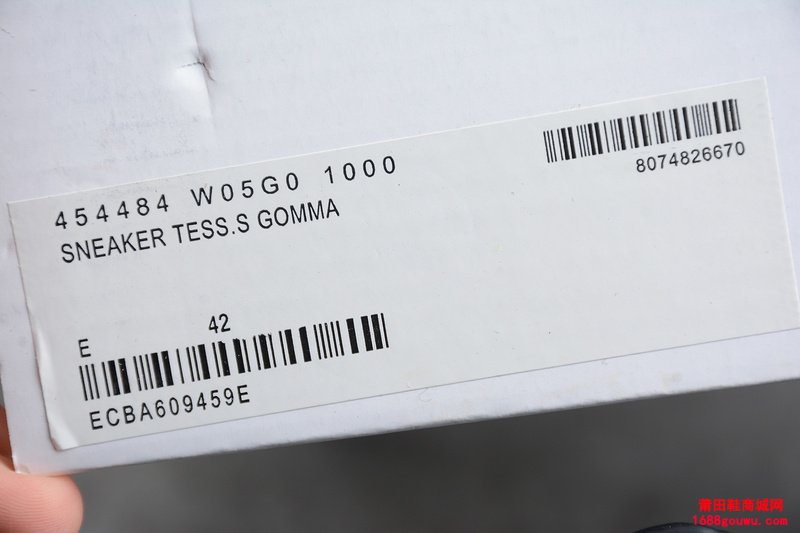 454484 W05G0 1000
SNEAKER TESS.S GOMMA
8074826670
E 42
ECBA609459E
莆田鞋商城网
1688gouwu.com